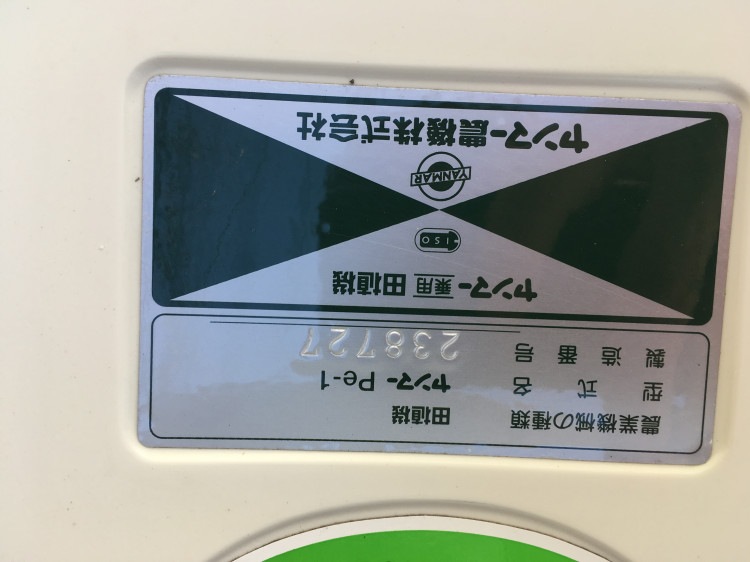 農業機械の種類 田植機
型式名 ヤンマー Pe-1
製造番号 238727
ヤンマー 乗用 田植機
ISO
YANMAR
ヤンマー農機株式会社